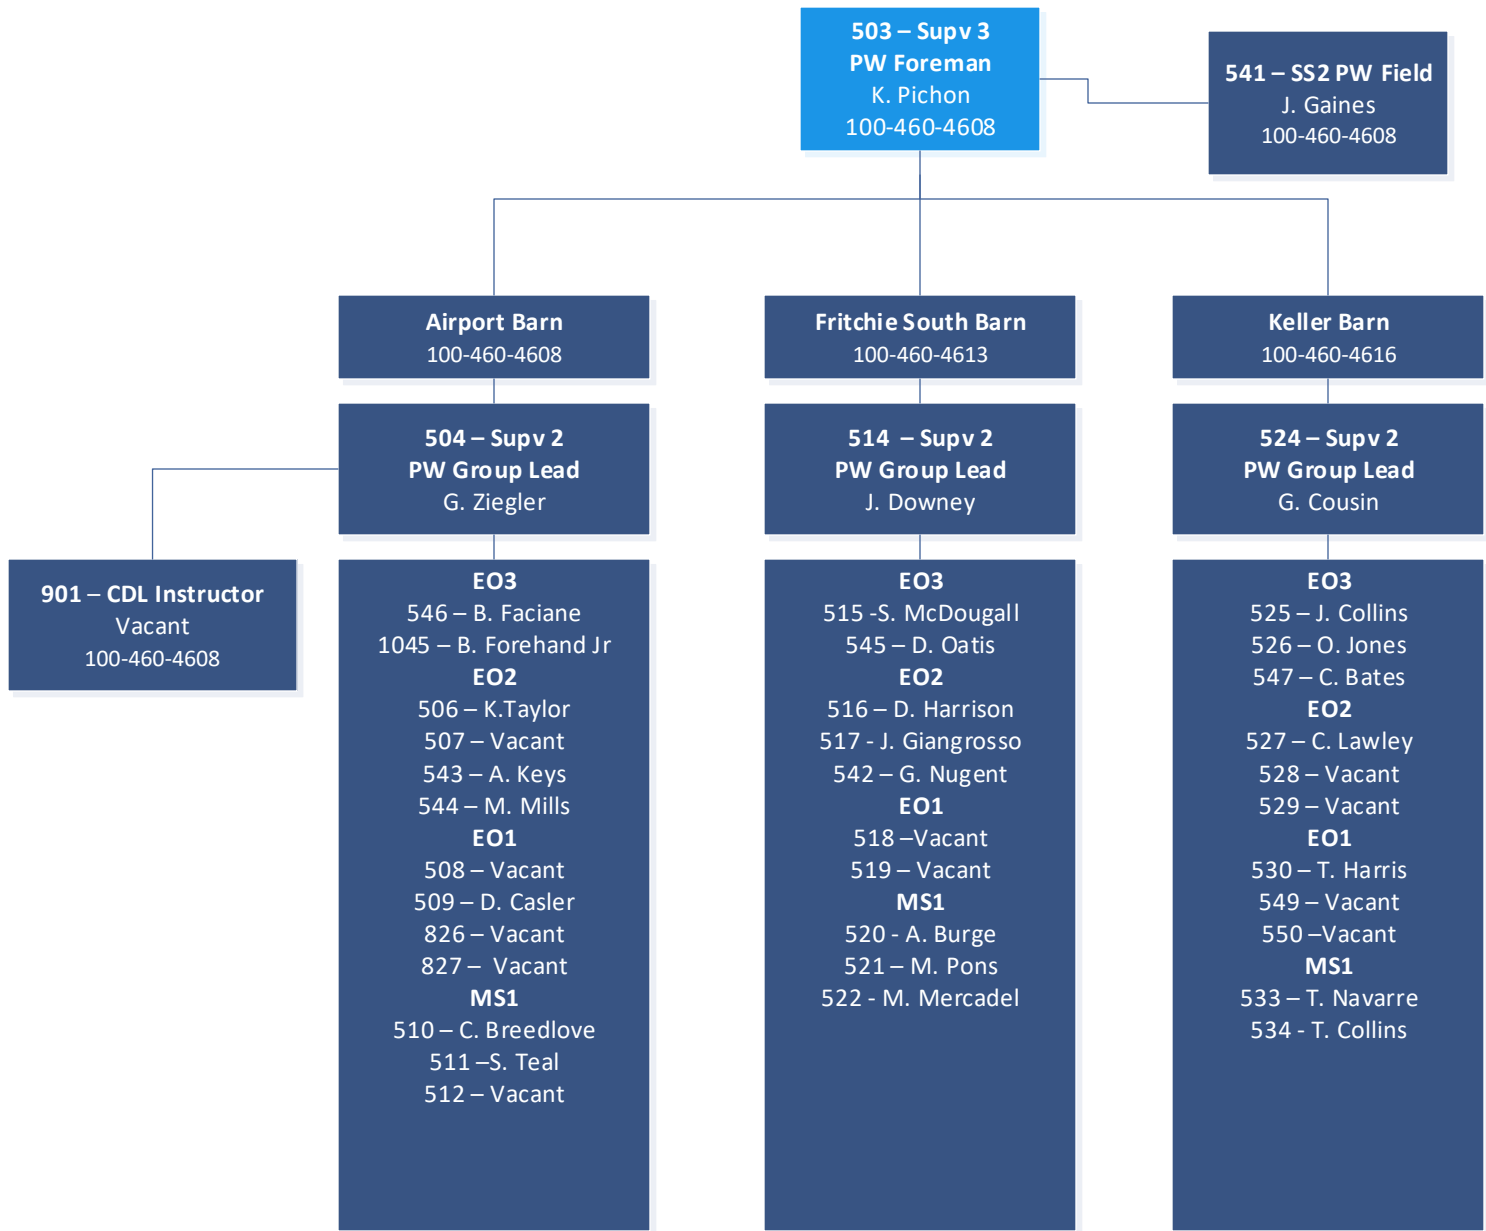 503 – Supv 3
PW Foreman
K. Pichon
100-460-4608
541 – SS2 PW Field
J. Gaines
100-460-4608
Airport Barn
100-460-4608
Fritchie South Barn
100-460-4613
Keller Barn
100-460-4616
504 – Supv 2
PW Group Lead
G. Ziegler
514 – Supv 2
PW Group Lead
J. Downey
524 – Supv 2
PW Group Lead
G. Cousin
901 – CDL Instructor
Vacant
100-460-4608
EO3
546 – B. Faciane
1045 – B. Forehand Jr
EO2
506 – K.Taylor
507 – Vacant
543 – A. Keys
544 – M. Mills
EO1
508 – Vacant
509 – D. Casler
826 – Vacant
827 – Vacant
MS1
510 – C. Breedlove
511 –S. Teal
512 – Vacant
EO3
515 -S. McDougall
545 – D. Oatis
EO2
516 – D. Harrison
517 - J. Giangrosso
542 – G. Nugent
EO1
518 –Vacant
519 – Vacant
MS1
520 - A. Burge
521 – M. Pons
522 - M. Mercadel
EO3
525 – J. Collins
526 – O. Jones
547 – C. Bates
EO2
527 – C. Lawley
528 – Vacant
529 – Vacant
EO1
530 – T. Harris
549 – Vacant
550 –Vacant
MS1
533 – T. Navarre
534 - T. Collins